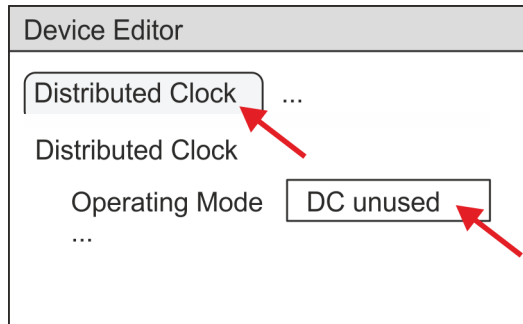 Device Editor
Distributed Clock ...
Distributed Clock
Operating Mode DC unused
...